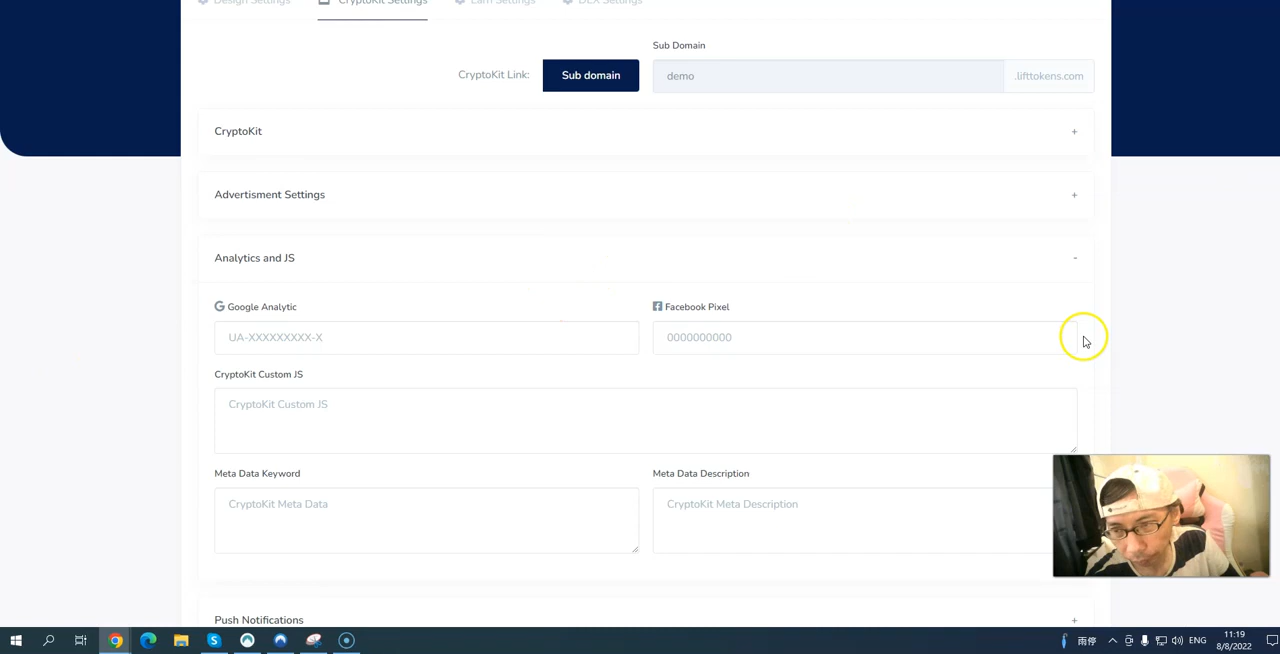 Design Settings CryptoKit Settings Earn Settings DEX Settings
Sub Domain
CryptoKit Link: Sub domain demo .lifttokens.com
CryptoKit +
Advertisment Settings +
Analytics and JS -
Google Analytic Facebook Pixel
UA-XXXXXXXXX-X 0000000000
CryptoKit Custom JS
CryptoKit Custom JS
Meta Data Keyword Meta Data Description
CryptoKit Meta Data CryptoKit Meta Description
Push Notifications +
雨停 ENG 11:19
8/8/2022